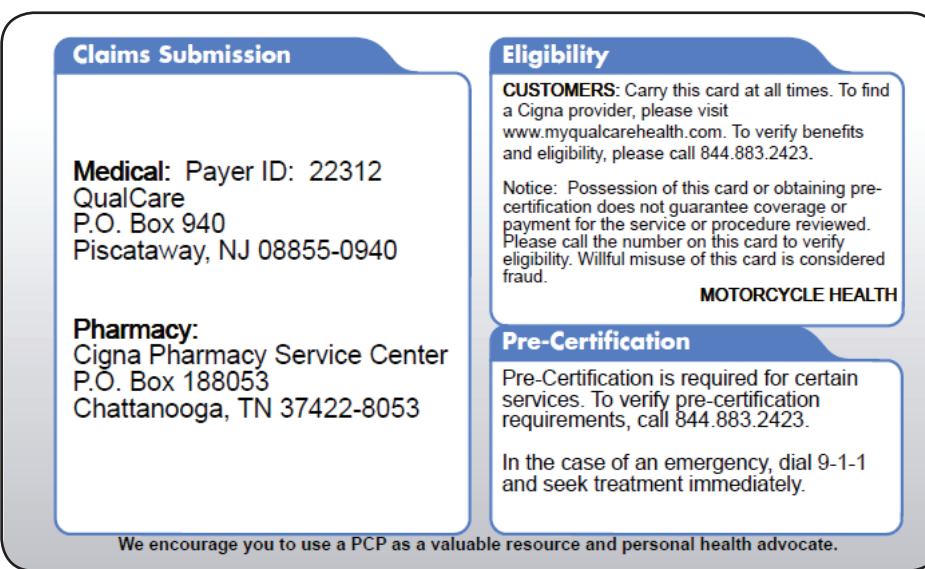 Claims Submission
Medical: Payer ID: 22312
QualCare
P.O. Box 940
Piscataway, NJ 08855-0940
Pharmacy:
Cigna Pharmacy Service Center
P.O. Box 188053
Chattanooga, TN 37422-8053
Eligibility
CUSTOMERS: Carry this card at all times. To find
a Cigna provider, please visit
www.myqualcarehealth.com. To verify benefits
and eligibility, please call 844.883.2423.
Notice: Possession of this card or obtaining pre-
certification does not guarantee coverage or
payment for the service or procedure reviewed.
Please call the number on this card to verify
eligibility. Willful misuse of this card is considered
fraud.
MOTORCYCLE HEALTH
Pre-Certification
Pre-Certification is required for certain
services. To verify pre-certification
requirements, call 844.883.2423.
In the case of an emergency, dial 9-1-1
and seek treatment immediately.
We encourage you to use a PCP as a valuable resource and personal health advocate.